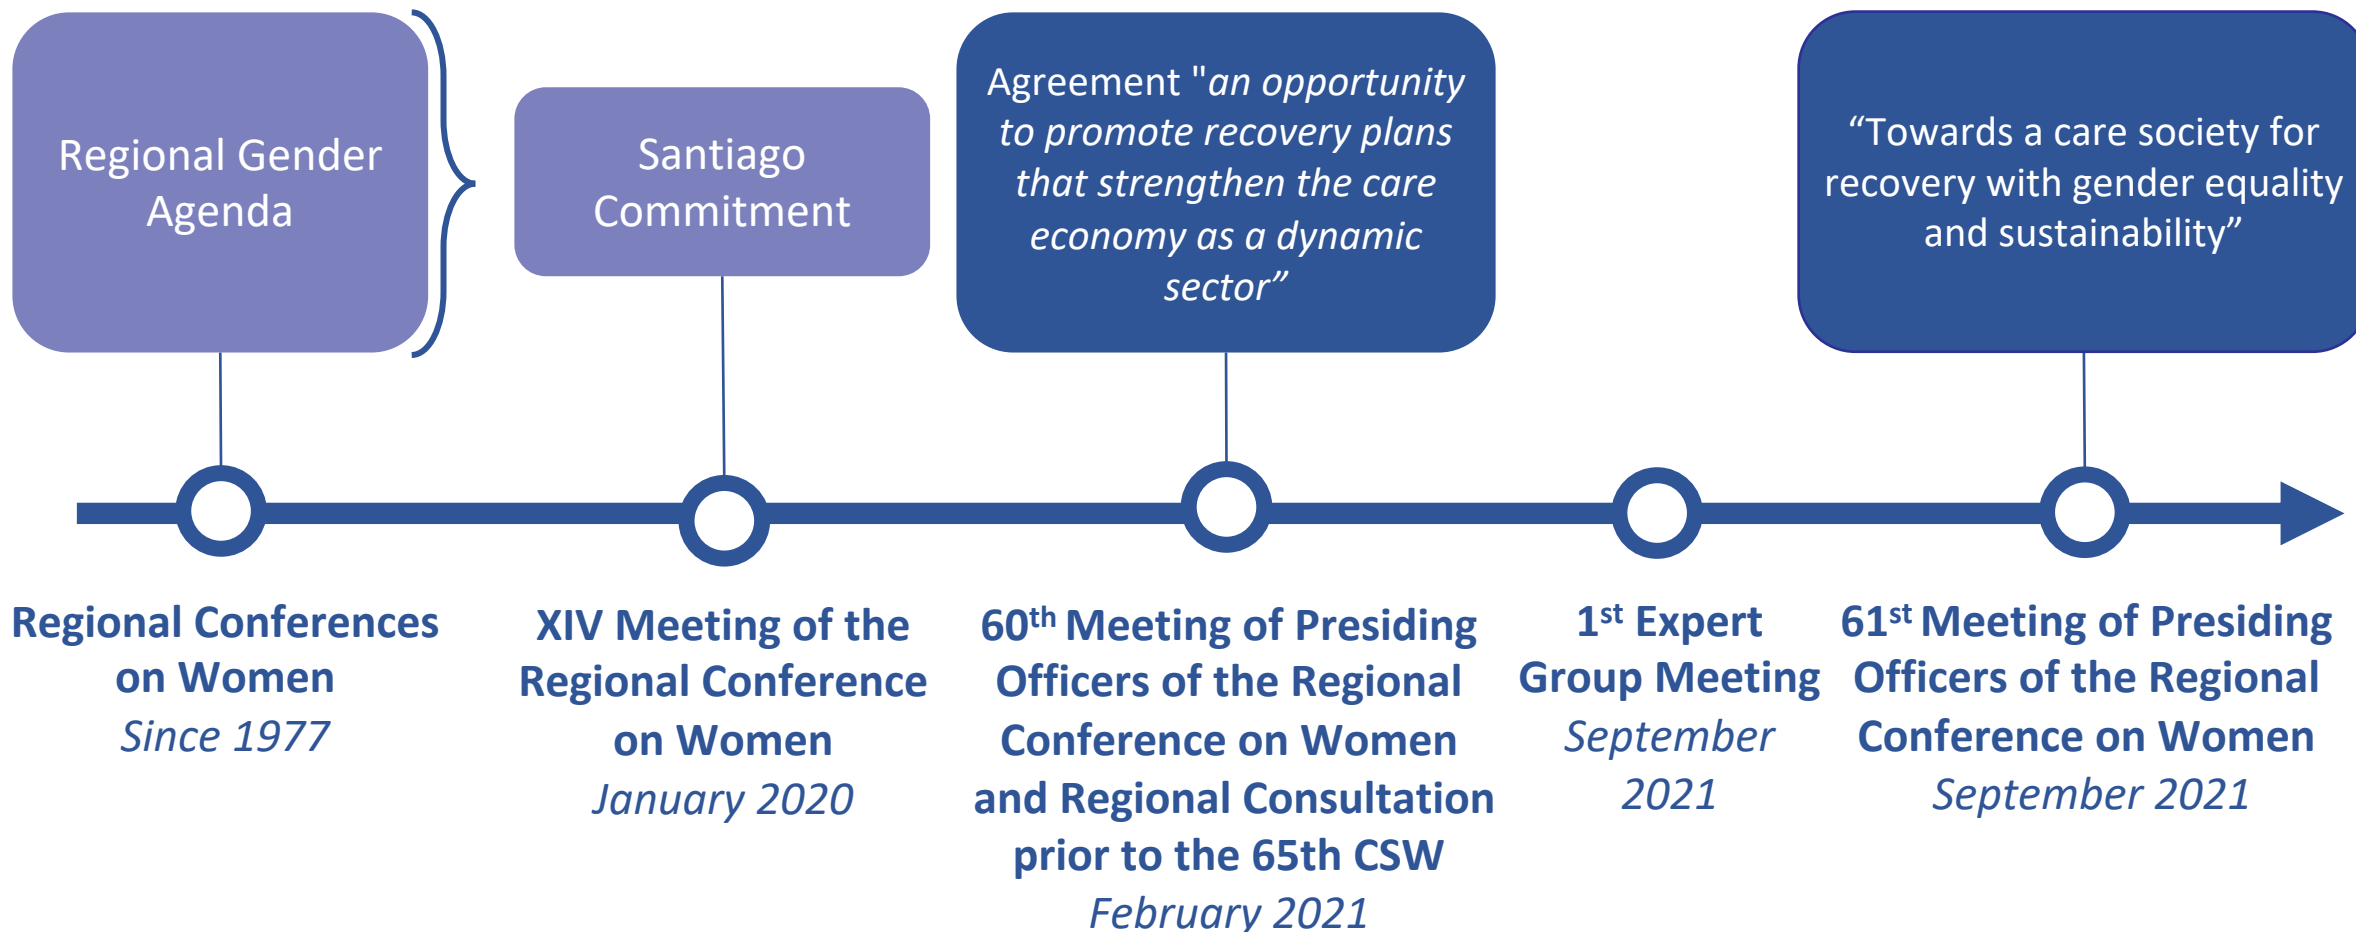 Regional Gender
Agenda
Santiago
Commitment
Agreement "an opportunity
to promote recovery plans
that strengthen the care
economy as a dynamic
sector”
“Towards a care society for
recovery with gender equality
and sustainability”
Regional Conferences
on Women
Since 1977
XIV Meeting of the
Regional Conference
on Women
January 2020
60th Meeting of Presiding
Officers of the Regional
Conference on Women
and Regional Consultation
prior to the 65th CSW
February 2021
1st Expert
Group Meeting
September
2021
61st Meeting of Presiding
Officers of the Regional
Conference on Women
September 2021